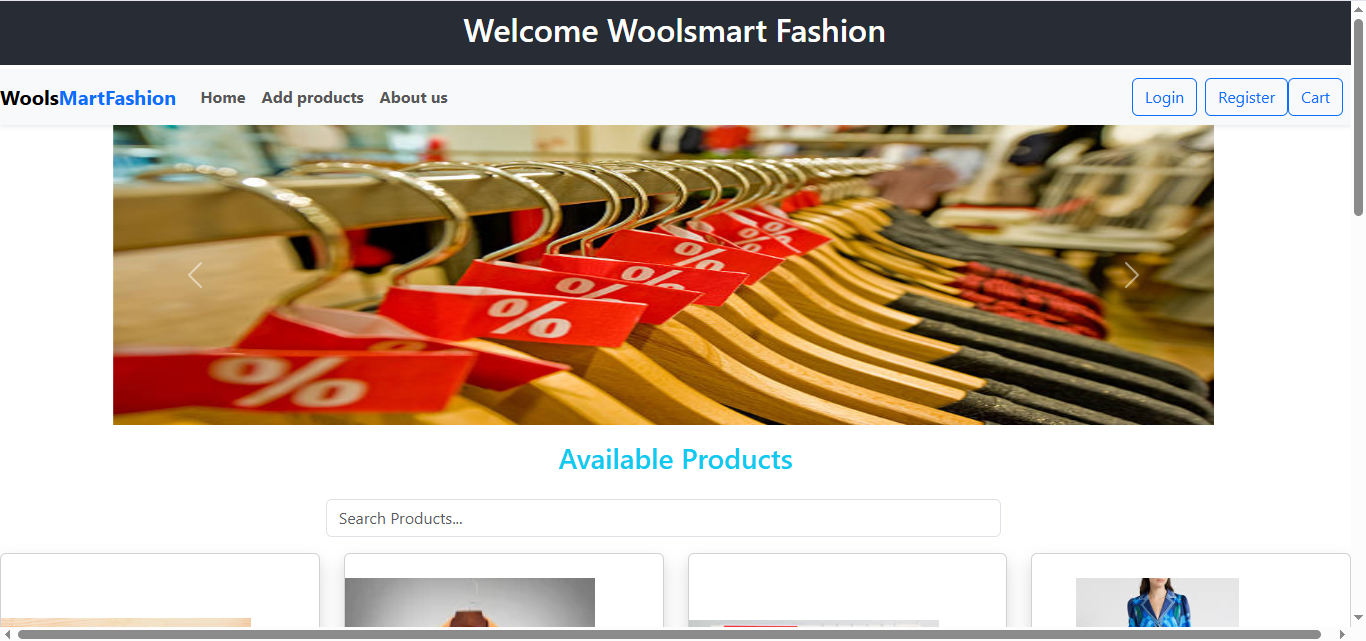 Welcome Woolsmart Fashion
WoolsMartFashion Home Add products About us Login Register Cart
% % % % % % %
Available Products
Search Products...